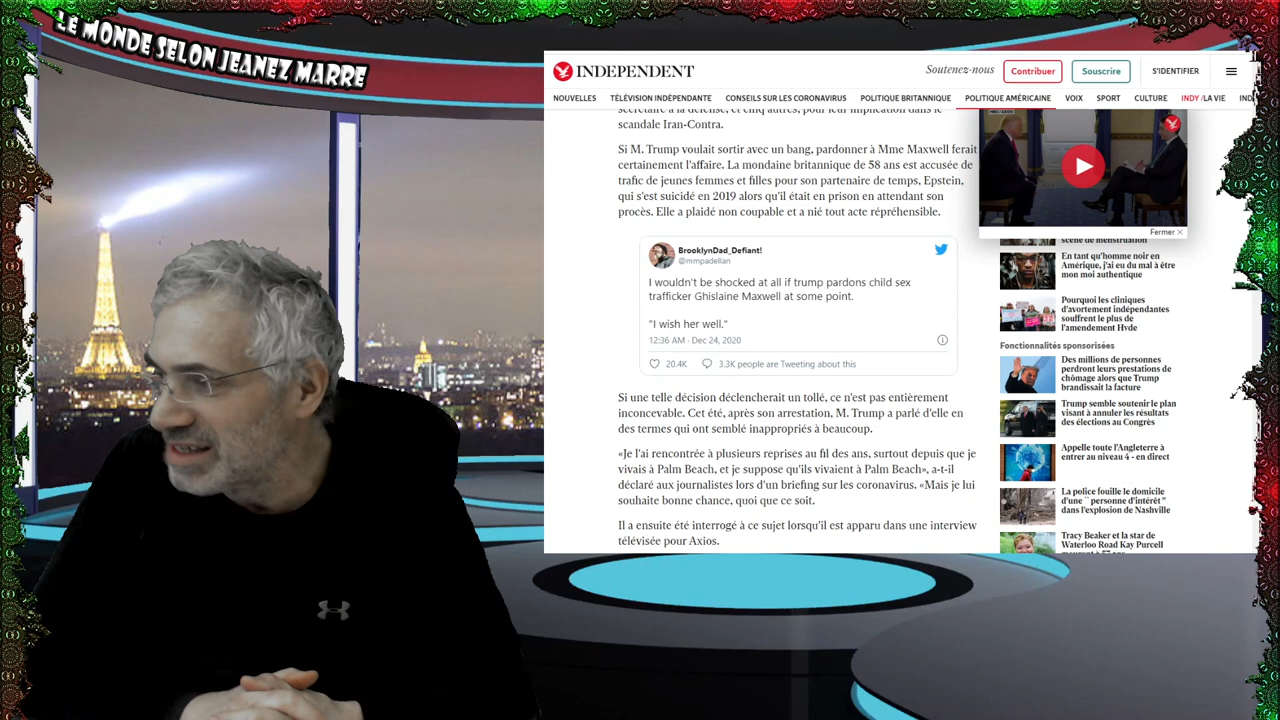 LE MONDE SELON JEANEZ MARRE
INDEPENDENT
Soutenez-nous
Contribuer
Souscrire
S'IDENTIFIER
NOUVELLES
TÉLÉVISION INDÉPENDANTE
CONSEILS SUR LES CORONAVIRUS
POLITIQUE BRITANNIQUE
POLITIQUE AMÉRICAINE
VOIX
SPORT
CULTURE
INDY /LA VIE
IND
secrétaire à la défense, et cinq autres, pour leur implication dans le
scandale Iran-Contra.
Si M. Trump voulait sortir avec un bang, pardonner à Mme Maxwell ferait
certainement l'affaire. La mondaine britannique de 58 ans est accusée de
trafic de jeunes femmes et filles pour son partenaire de temps, Epstein,
qui s'est suicidé en 2019 alors qu'il était en prison en attendant son
procès. Elle a plaidé non coupable et a nié tout acte répréhensible.
BrooklynDad_Defiant!
@mmpadellan
I wouldn't be shocked at all if trump pardons child sex
trafficker Ghislaine Maxwell at some point.
"I wish her well."
12:36 AM · Dec 24, 2020
20.4K
3.3K people are Tweeting about this
Si une telle décision déclencherait un tollé, ce n'est pas entièrement
inconcevable. Cet été, après son arrestation, M. Trump a parlé d'elle en
des termes qui ont semblé inappropriés à beaucoup.
«Je l'ai rencontrée à plusieurs reprises au fil des ans, surtout depuis que je
vivais à Palm Beach, et je suppose qu'ils vivaient à Palm Beach», a-t-il
déclaré aux journalistes lors d'un briefing sur les coronavirus. «Mais je lui
souhaite bonne chance, quoi que ce soit.
Il a ensuite été interrogé à ce sujet lorsqu'il est apparu dans une interview
télévisée pour Axios.
Fermer ×
scène de menstruation
En tant qu'homme noir en
Amérique, j'ai eu du mal à être
mon moi authentique
Pourquoi les cliniques
d'avortement indépendantes
souffrent le plus de
l'amendement Hyde
Fonctionnalités sponsorisées
Des millions de personnes
perdront leurs prestations de
chômage alors que Trump
brandissait la facture
Trump semble soutenir le plan
visant à annuler les résultats
des élections au Congrès
Appelle toute l'Angleterre à
entrer au niveau 4 - en direct
La police fouille le domicile
d'une `` personne d'intérêt ''
dans l'explosion de Nashville
Tracy Beaker et la star de
Waterloo Road Kay Purcell